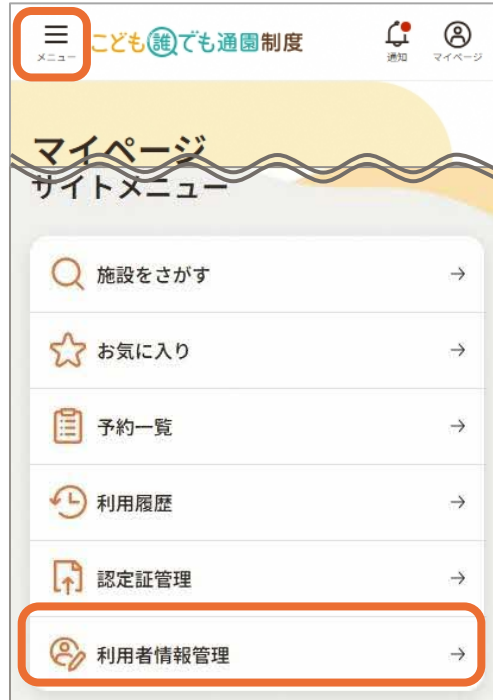 メニュー
こども誰でも通園制度
通知
マイページ
マイページ
サイトメニュー
施設をさがす
お気に入り
予約一覧
利用履歴
認定証管理
利用者情報管理